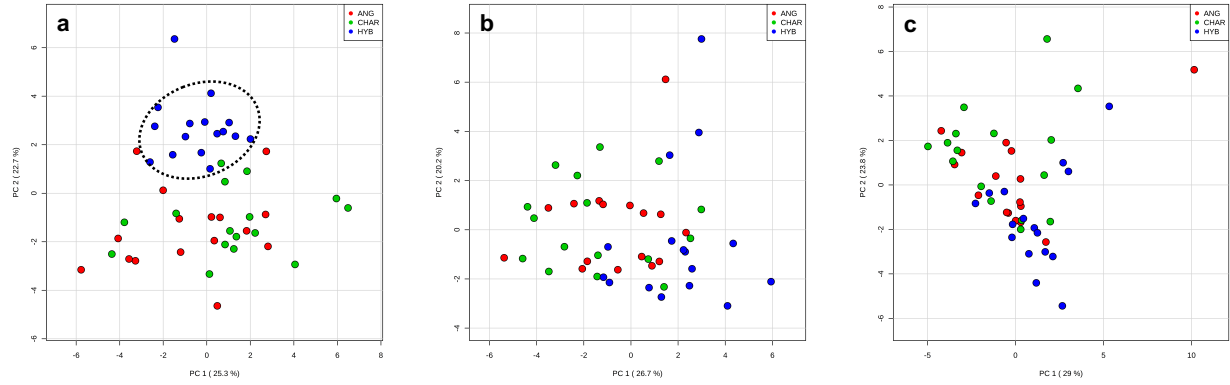 a
ANG
CHAR
HYB
6
4
2
0
-2
-4
-6
PC 2 ( 22.7 %)
-6
-4
-2
0
2
4
6
8
PC 1 ( 25.3 %)
b
ANG
CHAR
HYB
8
6
4
2
0
-2
-4
PC 2 ( 20.2 %)
-6
-4
-2
0
2
4
6
PC 1 ( 26.7 %)
c
ANG
CHAR
HYB
8
6
4
2
0
-2
-4
-6
PC 2 ( 23.8 %)
-5
0
5
10
PC 1 ( 29 %)